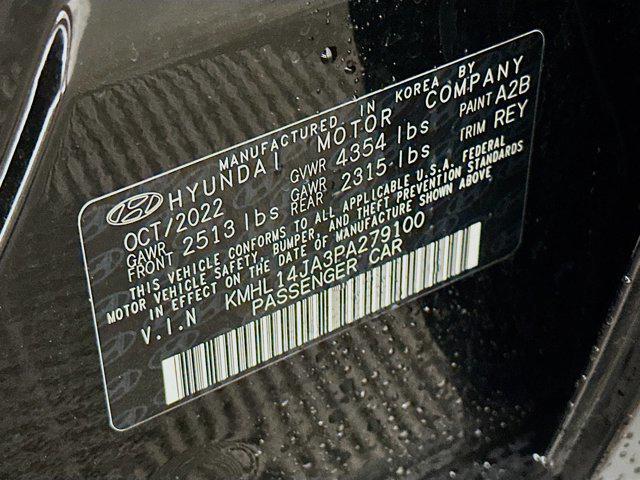 MANUFACTURED IN KOREA BY
HYUNDAI MOTOR COMPANY
OCT/2022 GVWR 4354 lbs PAINT A2B
GAWR FRONT 2513 lbs GAWR REAR 2315 lbs TRIM REY
THIS VEHICLE CONFORMS TO ALL APPLICABLE U.S.A. FEDERAL
MOTOR VEHICLE SAFETY, BUMPER, AND THEFT PREVENTION STANDARDS
IN EFFECT ON THE DATE OF MANUFACTURE SHOWN ABOVE
V.I.N KMHL14JA3PA279100
PASSENGER CAR